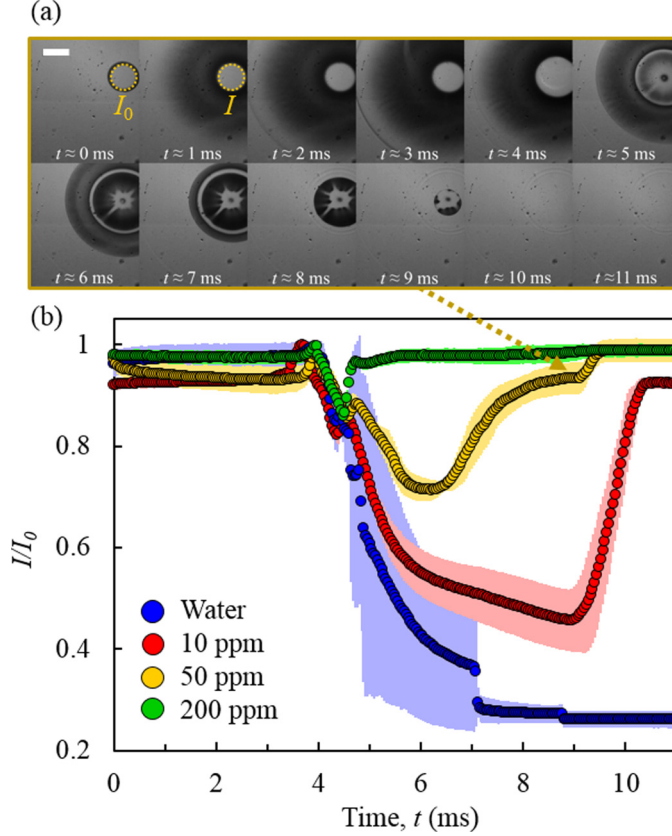 (a)
I₀
I
t ≈ 0 ms
t ≈ 1 ms
t ≈ 2 ms
t ≈ 3 ms
t ≈ 4 ms
t ≈ 5 ms
t ≈ 6 ms
t ≈ 7 ms
t ≈ 8 ms
t ≈ 9 ms
t ≈ 10 ms
t ≈ 11 ms
(b)
1
0.8
0.6
0.4
0.2
I/I₀
Water
10 ppm
50 ppm
200 ppm
0
2
4
6
8
10
Time, t (ms)